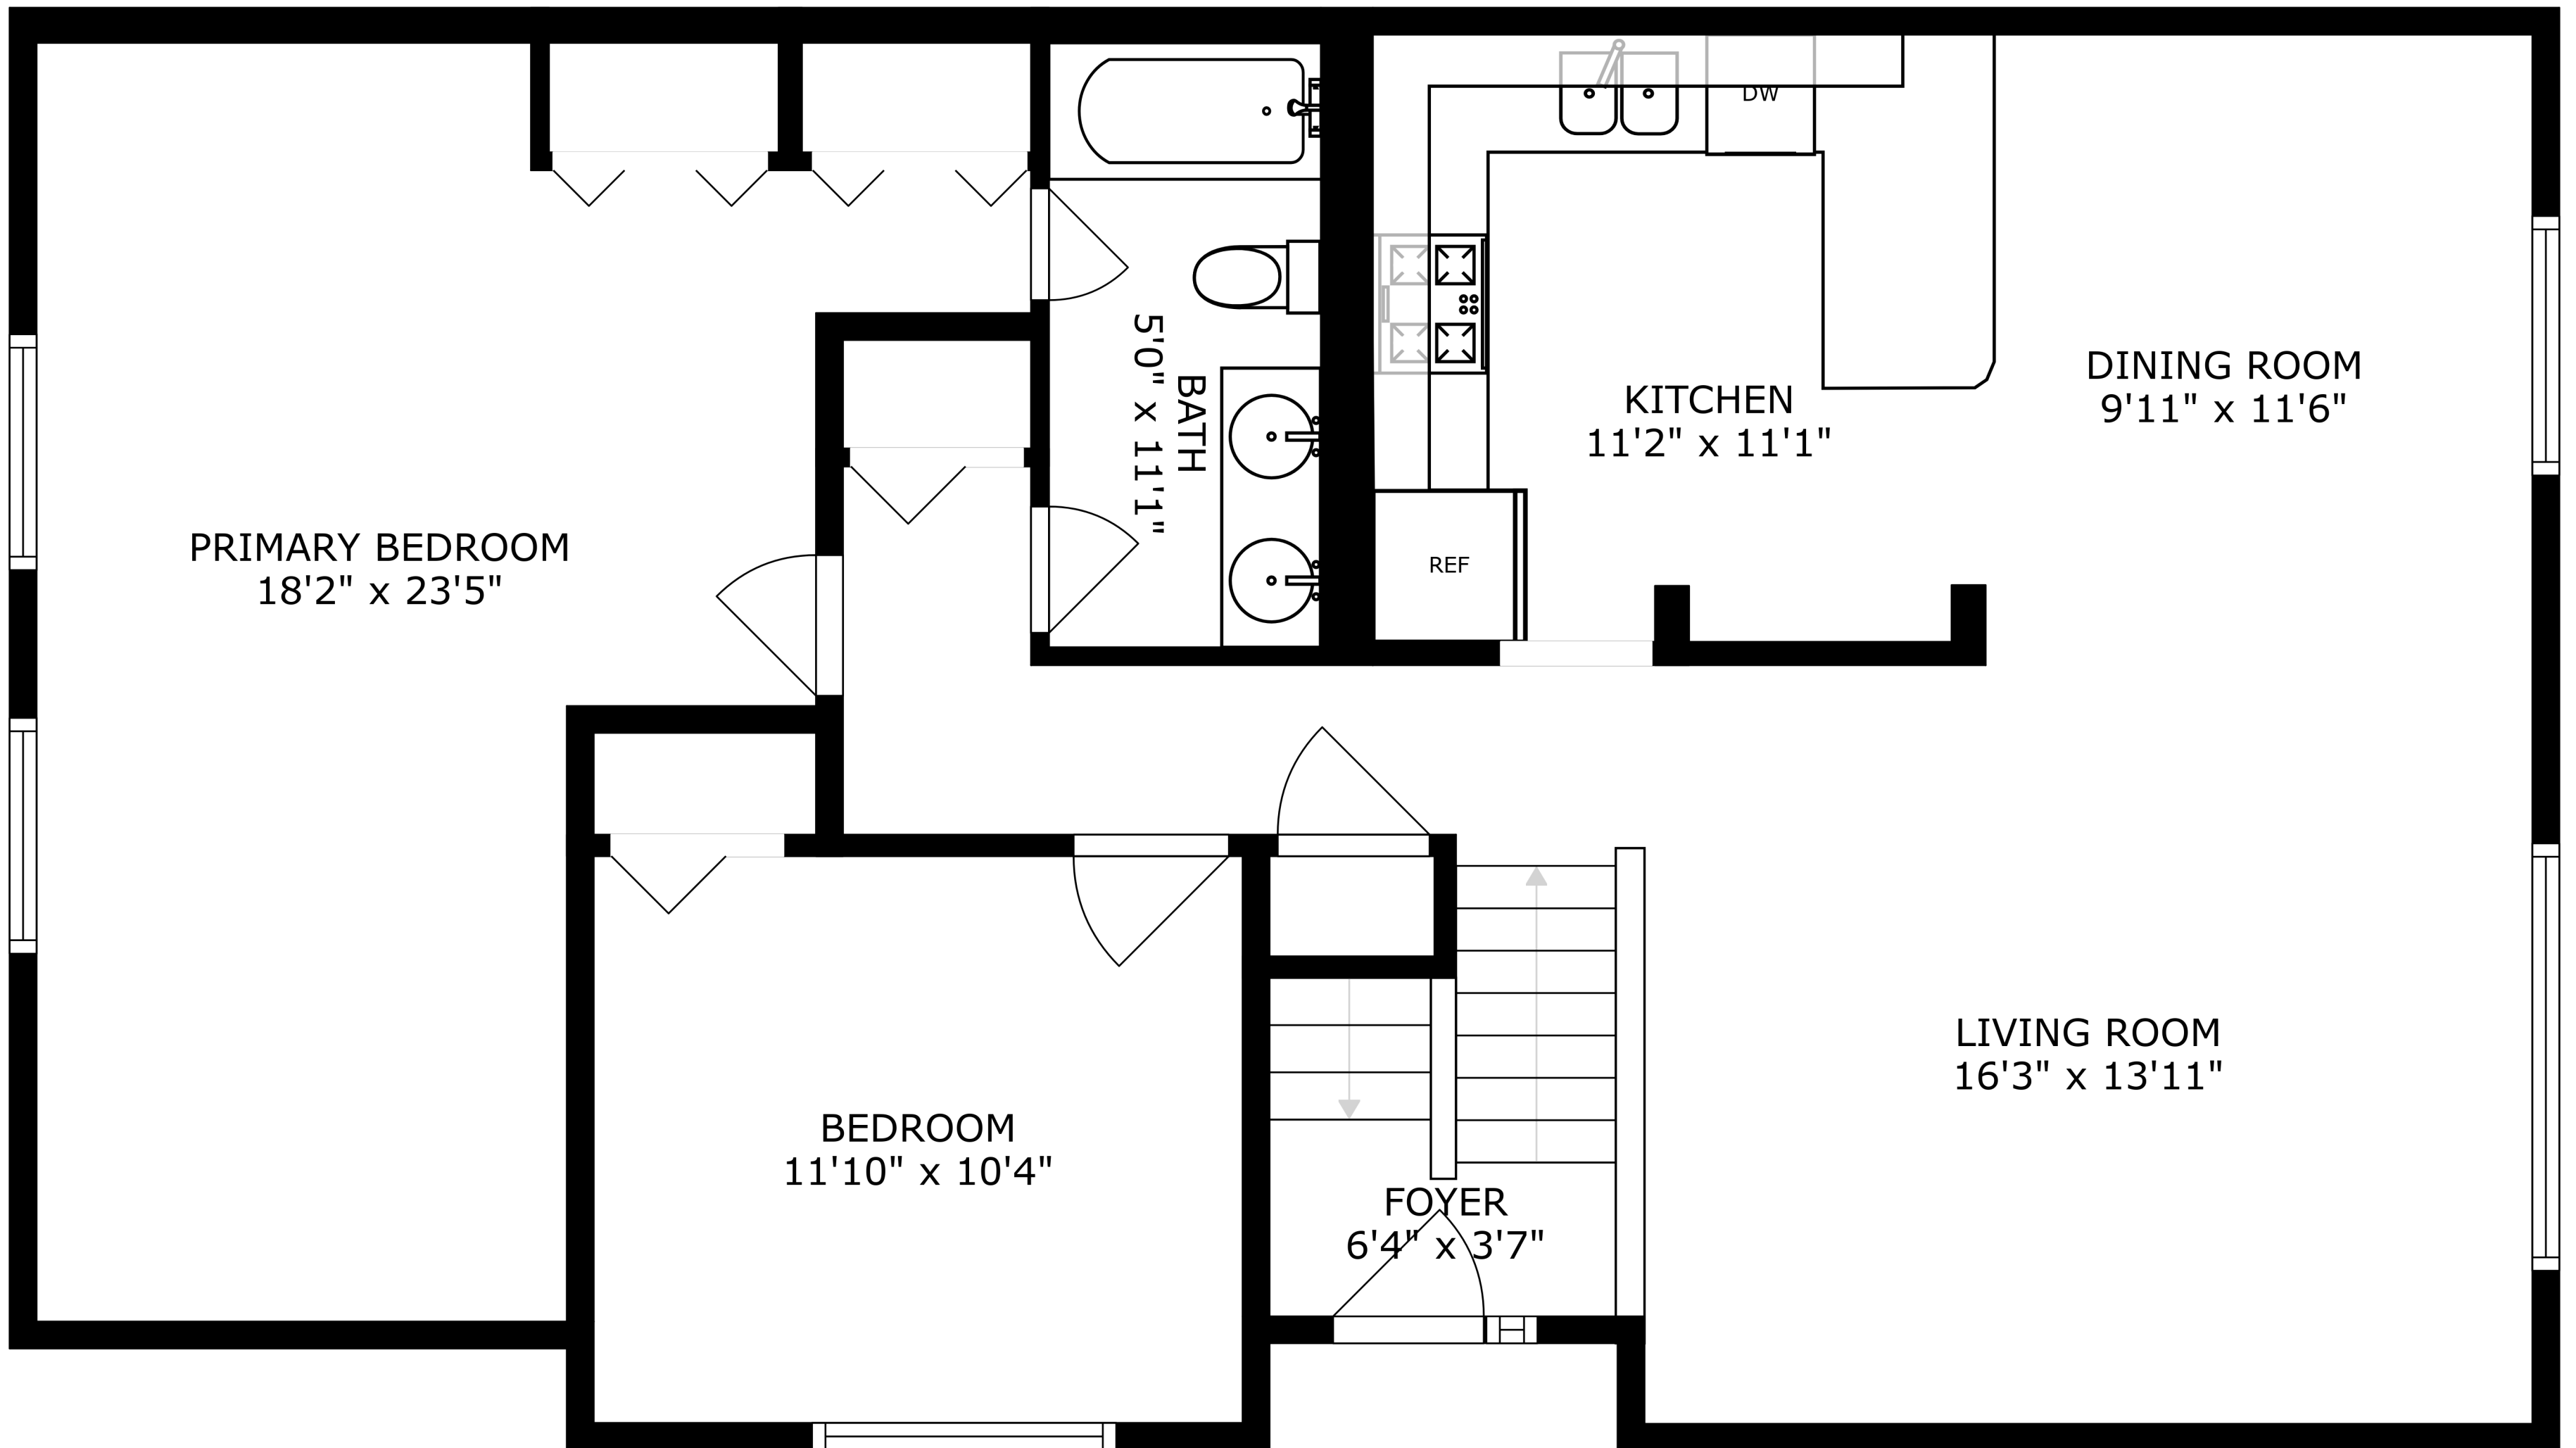 DW
DINING ROOM
9'11" x 11'6"
KITCHEN
11'2" x 11'1"
BATH
5'0" x 11'1"
PRIMARY BEDROOM
18'2" x 23'5"
REF
LIVING ROOM
16'3" x 13'11"
BEDROOM
11'10" x 10'4"
FOYER
6'4" x 3'7"